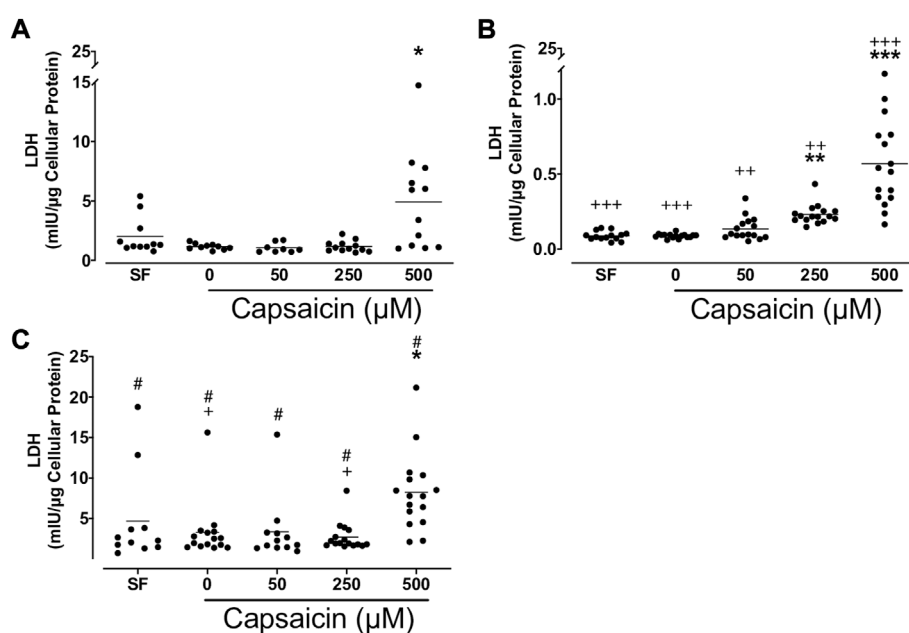 A
LDH
(mIU/µg Cellular Protein)
25
15
10
5
0
*
SF
0
50
250
500
Capsaicin (µM)
B
LDH
(mIU/µg Cellular Protein)
25
1.0
0.5
0.0
+++
+++
++
++
**
+++
***
SF
0
50
250
500
Capsaicin (µM)
C
LDH
(mIU/µg Cellular Protein)
25
20
15
10
5
#
#
+
#
#
+
#
*
SF
0
50
250
500
Capsaicin (µM)